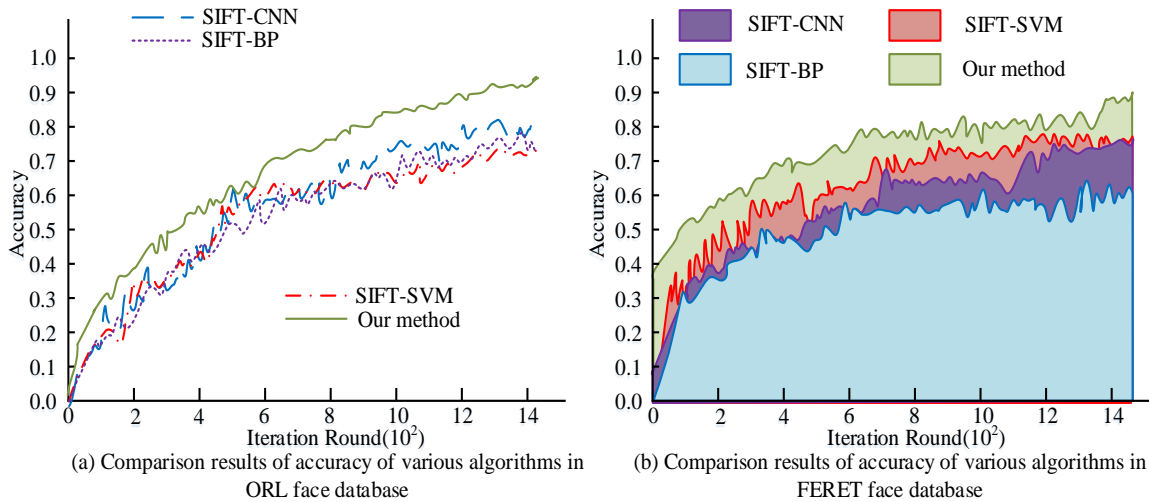 SIFT-CNN
SIFT-BP
1.0
0.9
0.8
0.7
0.6
0.5
0.4
0.3
0.2
0.1
0.0
Accuracy
SIFT-SVM
Our method
0 2 4 6 8 10 12 14
Iteration Round(10²)
(a) Comparison results of accuracy of various algorithms in
ORL face database
SIFT-CNN
SIFT-SVM
SIFT-BP
Our method
1.0
0.9
0.8
0.7
0.6
0.5
0.4
0.3
0.2
0.1
0.0
Accuracy
0 2 4 6 8 10 12 14
Iteration Round(10²)
(b) Comparison results of accuracy of various algorithms in
FERET face database